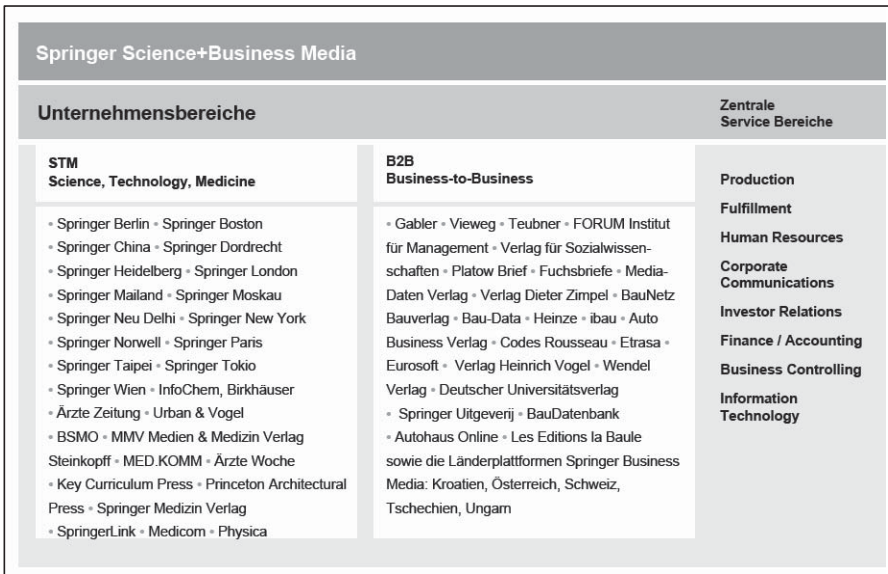 Springer Science+Business Media
Unternehmensbereiche
Zentrale
Service Bereiche
STM
Science, Technology, Medicine
• Springer Berlin • Springer Boston
• Springer China • Springer Dordrecht
• Springer Heidelberg • Springer London
• Springer Mailand • Springer Moskau
• Springer Neu Delhi • Springer New York
• Springer Norwell • Springer Paris
• Springer Taipei • Springer Tokio
• Springer Wien • InfoChem, Birkhäuser
• Ärzte Zeitung • Urban & Vogel
• BSMO • MMV Medien & Medizin Verlag
Steinkopff • MED.KOMM • Ärzte Woche
• Key Curriculum Press • Princeton Architectural
Press • Springer Medizin Verlag
• SpringerLink • Medicom • Physica
B2B
Business-to-Business
• Gabler • Vieweg • Teubner • FORUM Institut
für Management • Verlag für Sozialwissen-
schaften • Platow Brief • Fuchsbriefe • Media-
Daten Verlag • Verlag Dieter Zimpel • BauNetz
Bauverlag • Bau-Data • Heinze • ibau • Auto
Business Verlag • Codes Rousseau • Etrasa •
Eurosoft • Verlag Heinrich Vogel • Wendel
Verlag • Deutscher Universitätsverlag
• Springer Uitgeverij • BauDatenbank
• Autohaus Online • Les Editions la Baule
sowie die Länderplattformen Springer Business
Media: Kroatien, Österreich, Schweiz,
Tschechien, Ungarn
Production
Fulfillment
Human Resources
Corporate
Communications
Investor Relations
Finance / Accounting
Business Controlling
Information
Technology